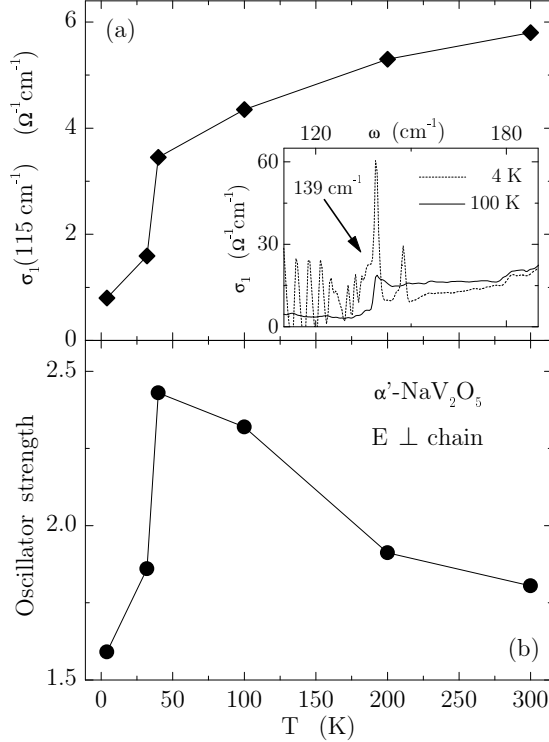 (a)
6
4
2
0
σ₁(115 cm⁻¹) (Ω⁻¹cm⁻¹)
120 ω (cm⁻¹) 180
60
45
30
15
0
σ₁ (Ω⁻¹cm⁻¹)
139 cm⁻¹
4 K
100 K
2.5
2.0
1.5
Oscillator strength
α’-NaV₂O₅
E ⊥ chain
(b)
0 50 100 150 200 250 300
T (K)